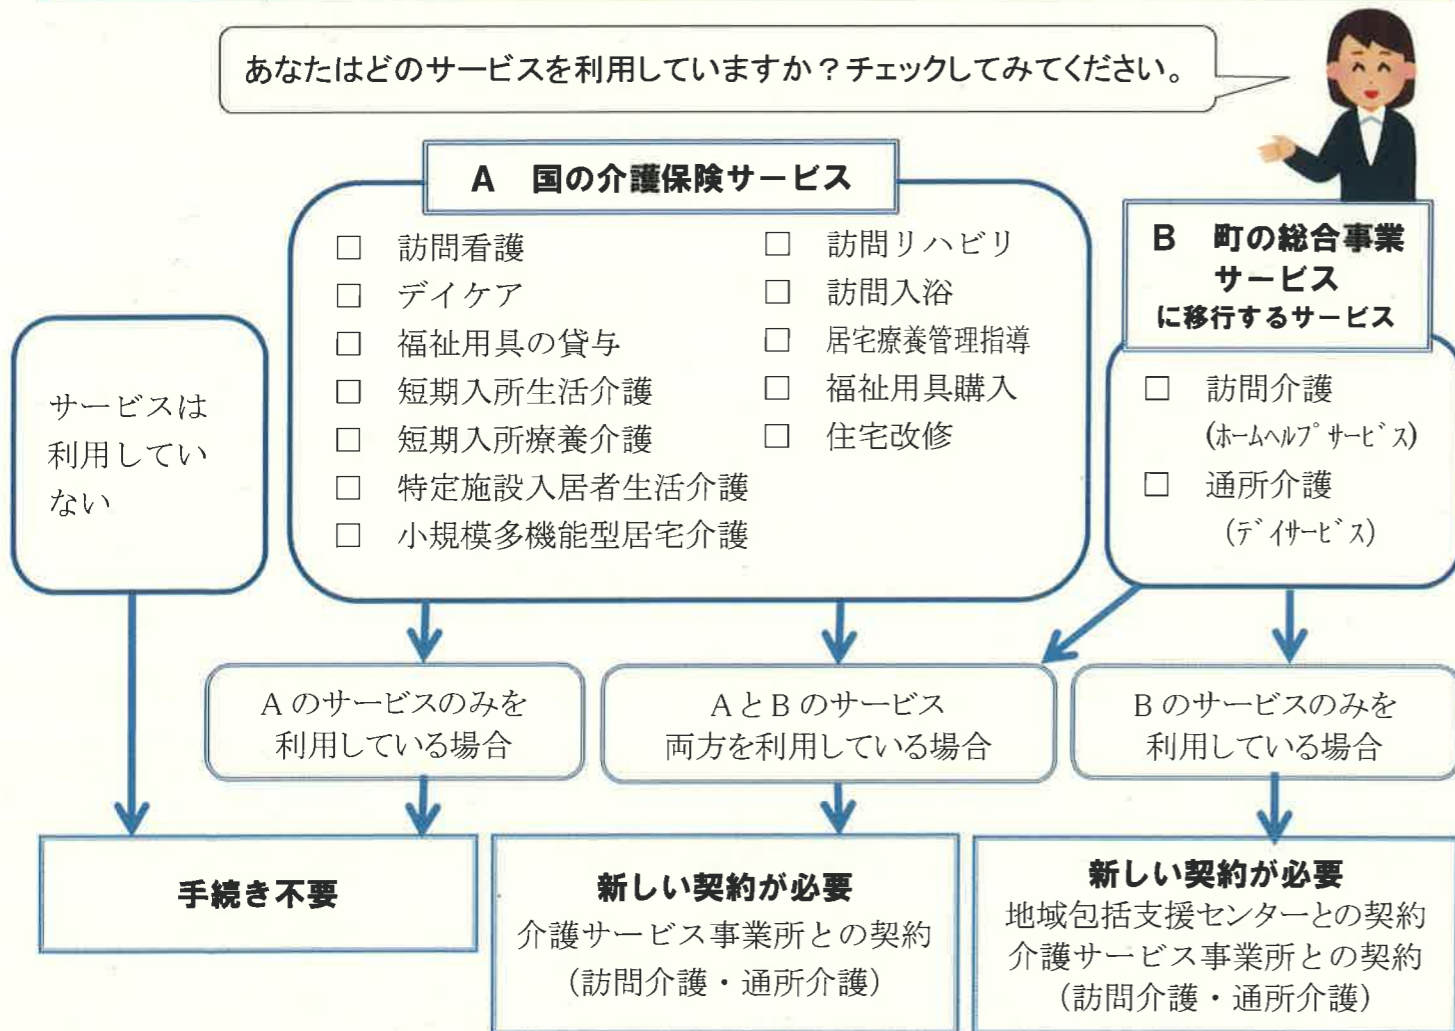 あなたはどのサービスを利用していますか？チェックしてみてください。
A　国の介護保険サービス
□　訪問看護
□　デイケア
□　福祉用具の貸与
□　短期入所生活介護
□　短期入所療養介護
□　特定施設入居者生活介護
□　小規模多機能型居宅介護
□　訪問リハビリ
□　訪問入浴
□　居宅療養管理指導
□　福祉用具購入
□　住宅改修
B　町の総合事業
サービス
に移行するサービス
□　訪問介護
(ﾎｰﾑﾍﾙﾌﾟｻｰﾋﾞｽ)
□　通所介護
(ﾃﾞｲｻｰﾋﾞｽ)
サービスは
利用してい
ない
Aのサービスのみを
利用している場合
AとBのサービス
両方を利用している場合
Bのサービスのみを
利用している場合
手続き不要
新しい契約が必要
介護サービス事業所との契約
(訪問介護・通所介護)
新しい契約が必要
地域包括支援センターとの契約
介護サービス事業所との契約
(訪問介護・通所介護)